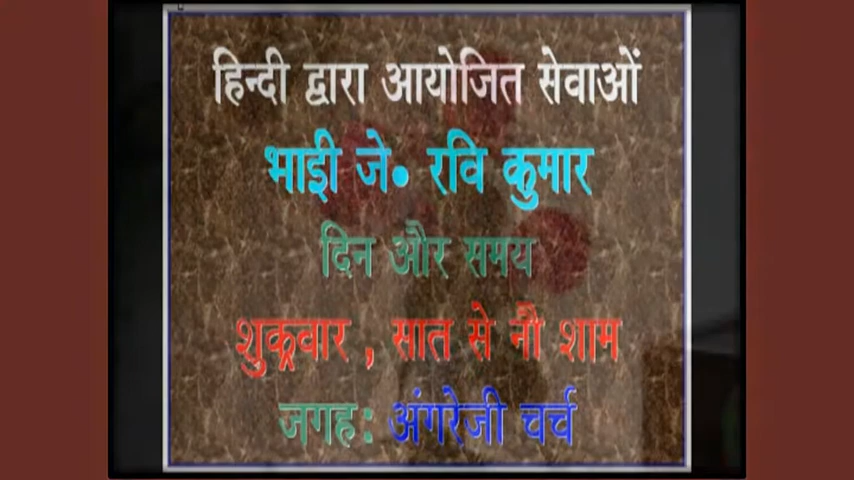 हिन्दी द्वारा आयोजित सेवाओं
भाई जे. रवि कुमार
दिन और समय
शुक्रवार , सात से नौ शाम
जगह: अंगरेजी चर्च